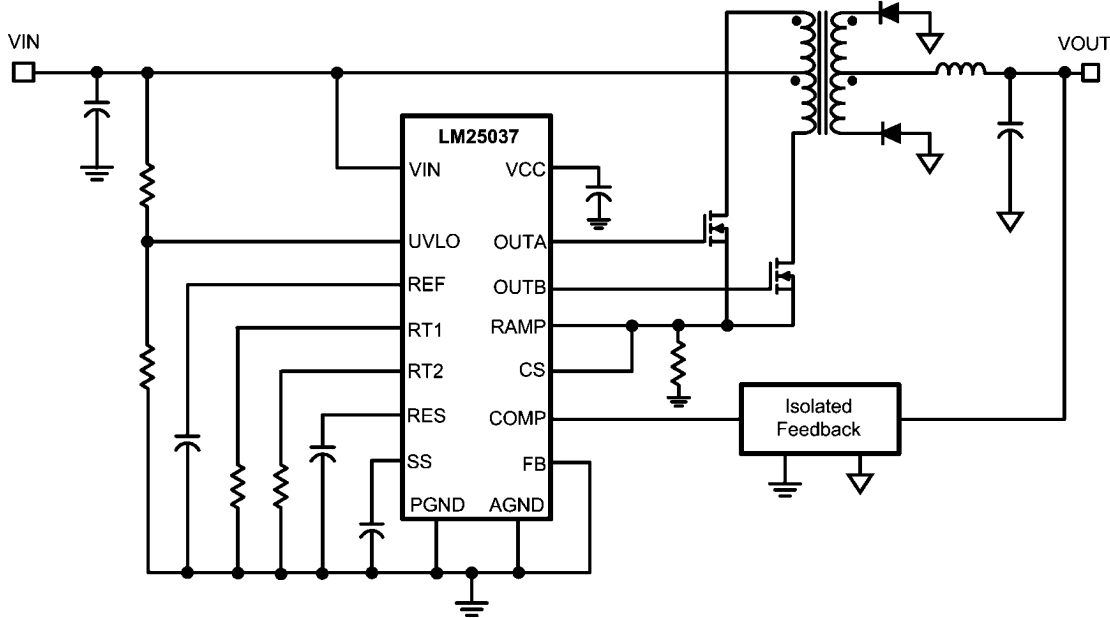 VIN
VOUT
LM25037
VIN
VCC
UVLO
OUTA
REF
OUTB
RT1
RAMP
RT2
CS
RES
COMP
SS
FB
PGND
AGND
Isolated
Feedback